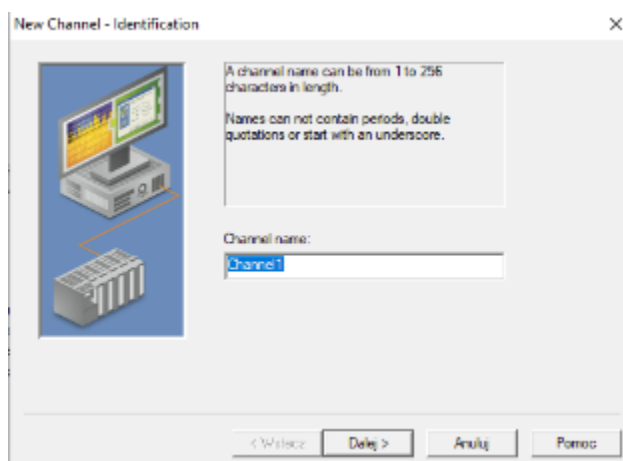 New Channel - Identification
A channel name can be from 1 to 256
characters in length.
Names can not contain periods, double
quotations or start with an underscore.
Channel name:
Channel1
< Wstecz
Dalej >
Anuluj
Pomoc